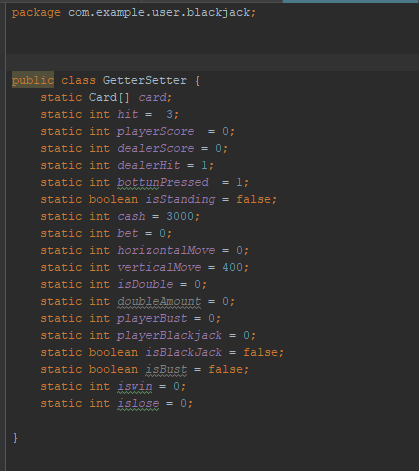 package com.example.user.blackjack;
public class GetterSetter {
static Card[] card;
static int hit =  3;
static int playerScore  = 0;
static int dealerScore = 0;
static int dealerHit = 1;
static int bottunPressed  = 1;
static boolean isStanding = false;
static int cash = 3000;
static int bet = 0;
static int horizontalMove = 0;
static int verticalMove = 400;
static int isDouble = 0;
static int doubleAmount = 0;
static int playerBust = 0;
static int playerBlackjack = 0;
static boolean isBlackJack = false;
static boolean isBust = false;
static int isvin = 0;
static int islose = 0;
}